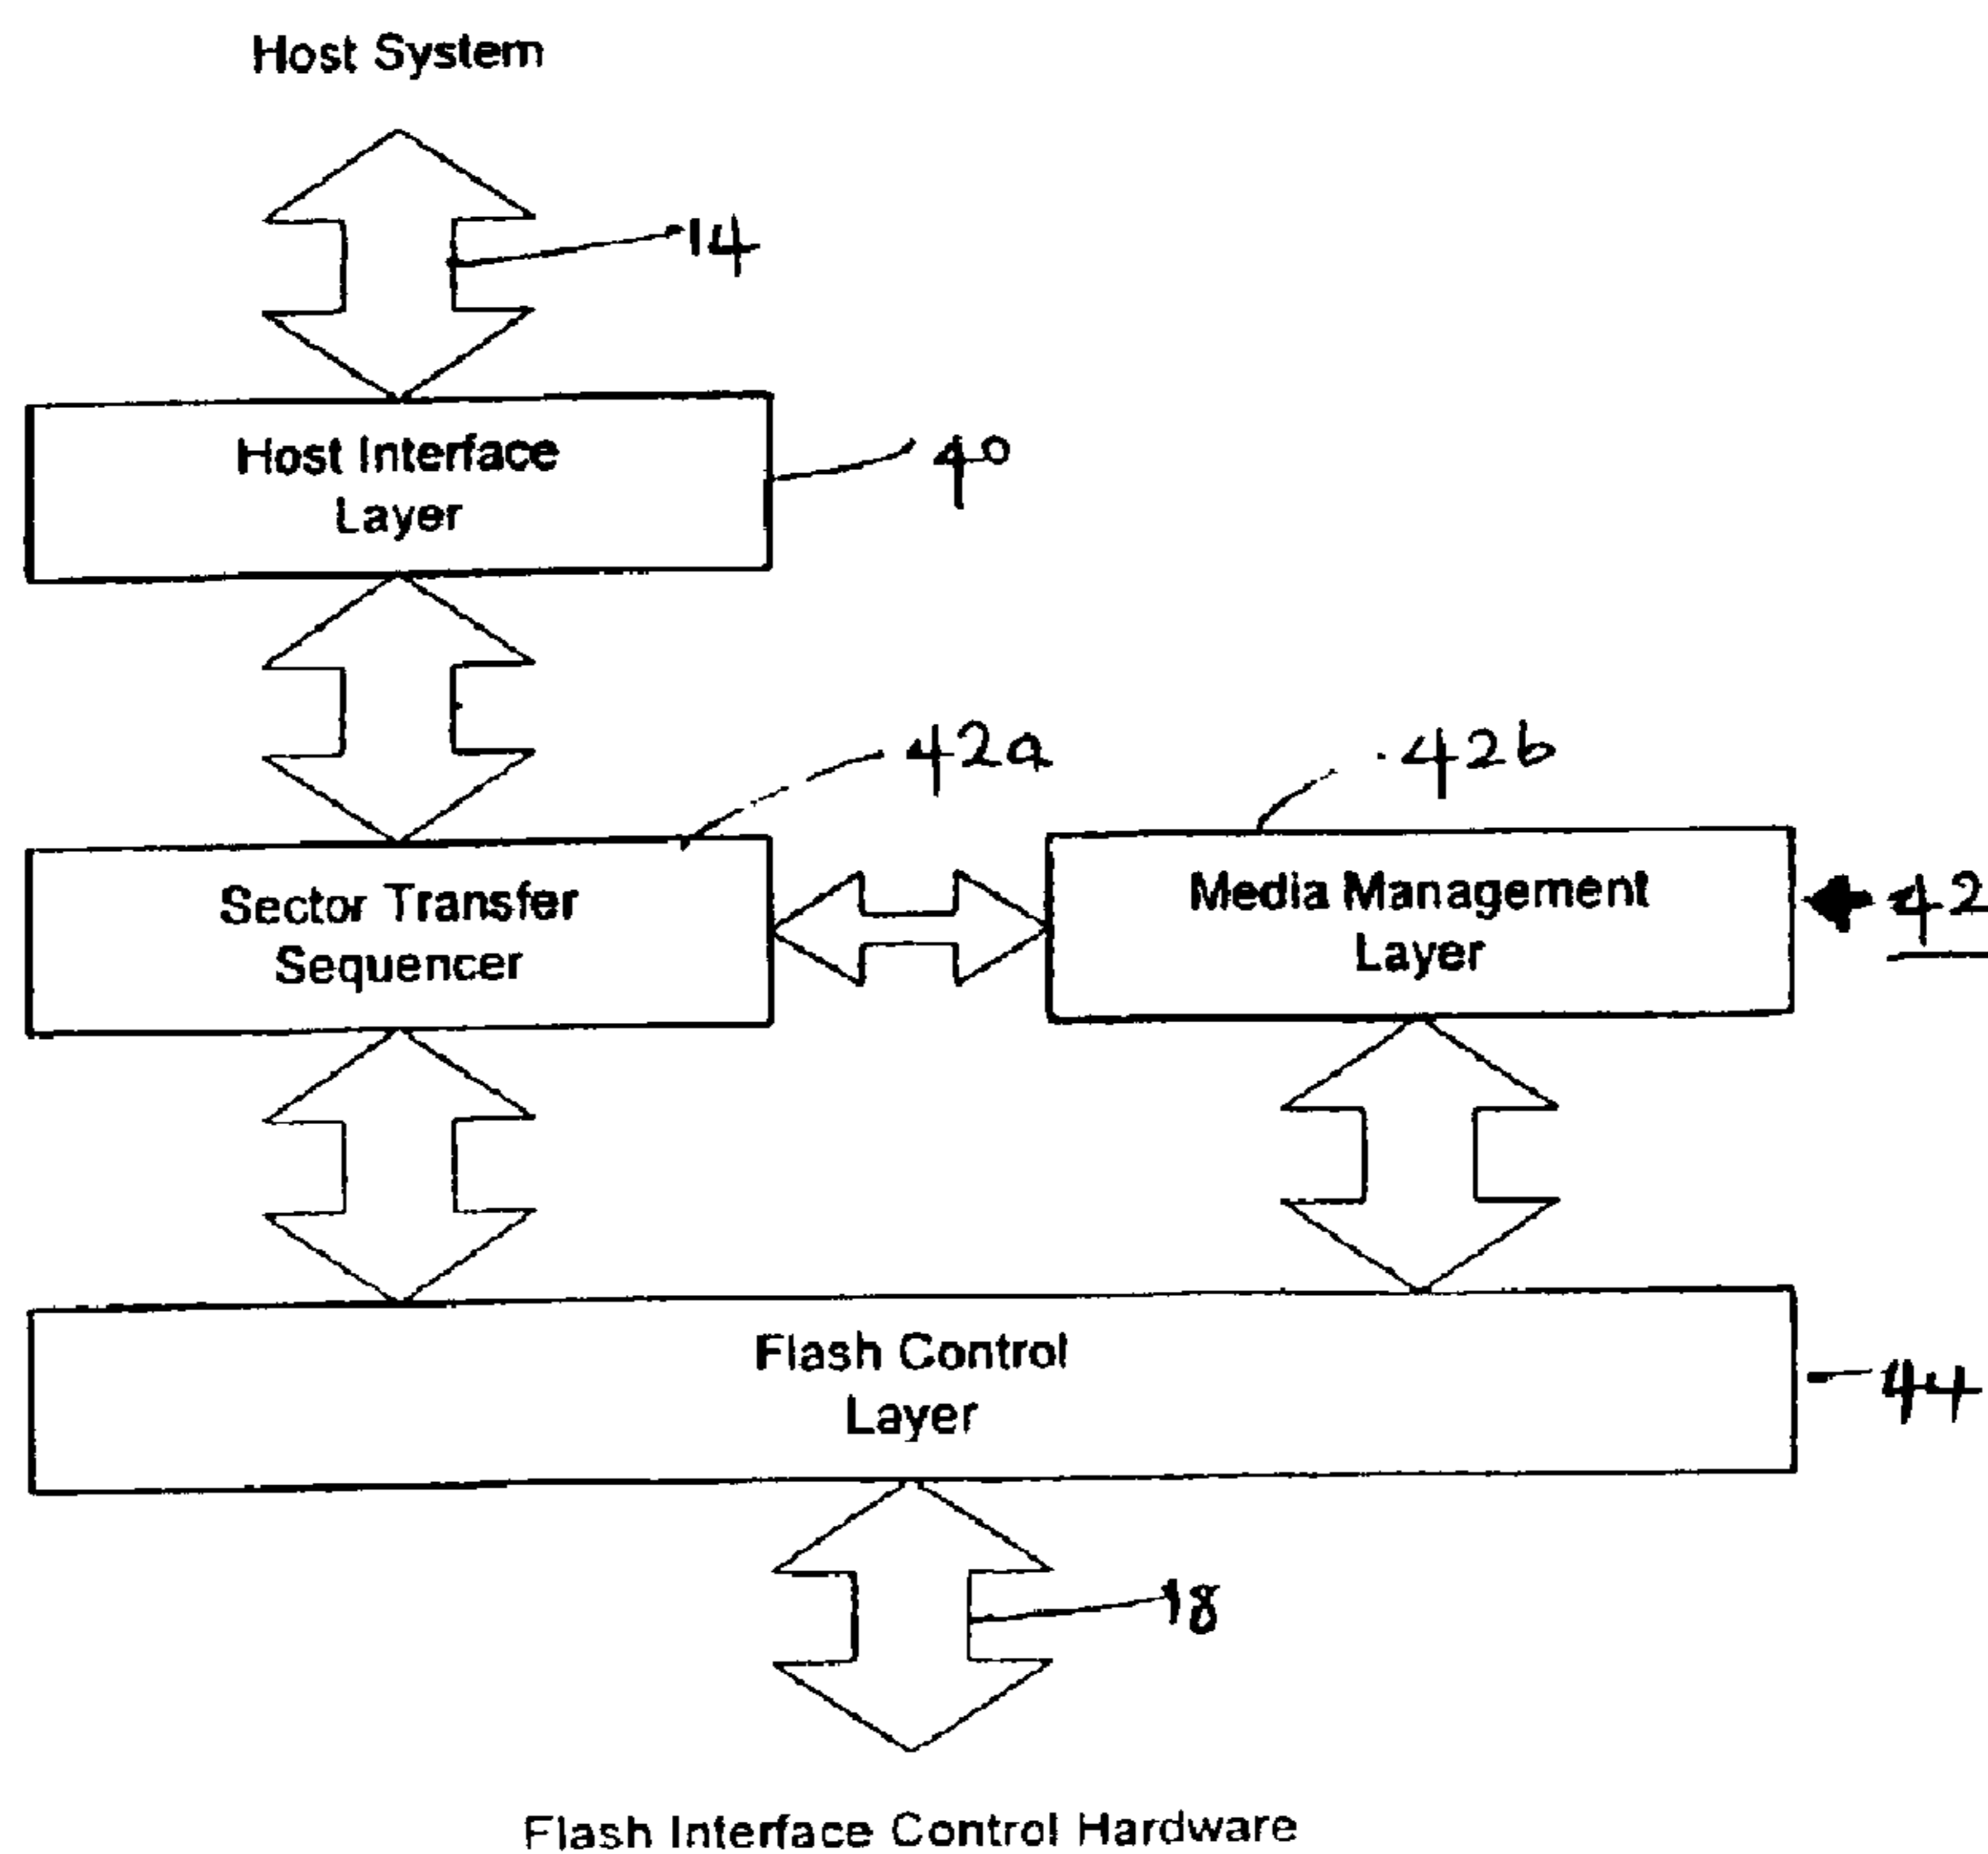 Host System
14
Host Interface
Layer
40
42a
42b
Sector Transfer
Sequencer
Media Management
Layer
42
Flash Control
Layer
44
18
Flash Interface Control Hardware